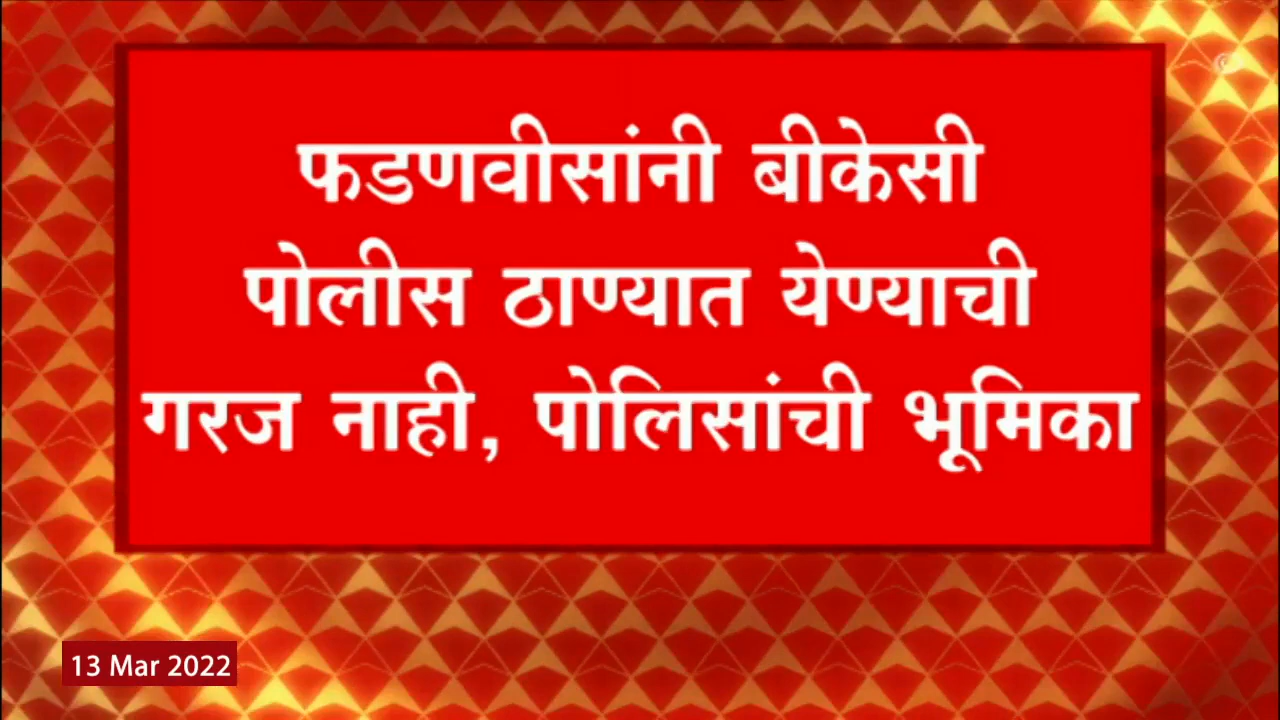 फडणवीसांनी बीकेसी
पोलीस ठाण्यात येण्याची
गरज नाही, पोलिसांची भूमिका
13 Mar 2022